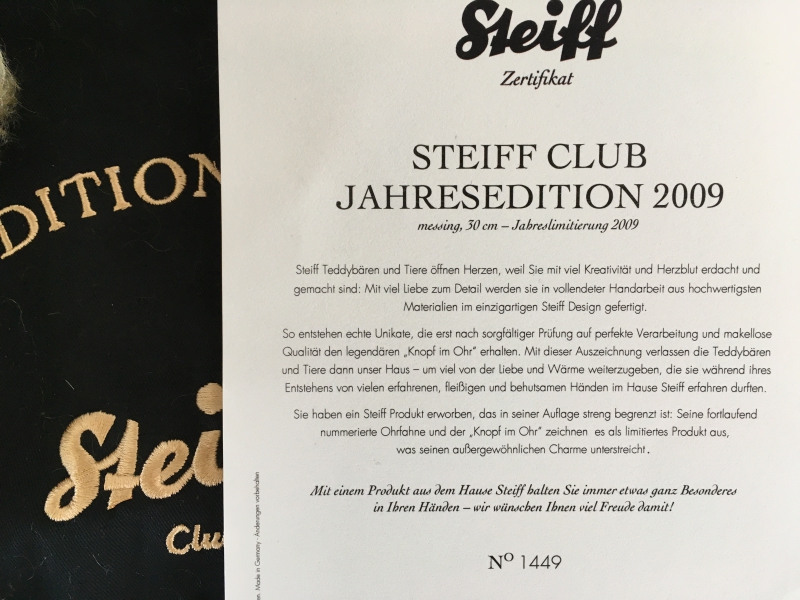 Steiff
Zertifikat
STEIFF CLUB
JAHRESEDITION 2009
messing, 30 cm – Jahreslimitierung 2009
Steiff Teddybären und Tiere öffnen Herzen, weil Sie mit viel Kreativität und Herzblut erdacht und
gemacht sind: Mit viel Liebe zum Detail werden sie in vollendeter Handarbeit aus hochwertigsten
Materialien im einzigartigen Steiff Design gefertigt.
So entstehen echte Unikate, die erst nach sorgfältiger Prüfung auf perfekte Verarbeitung und makellose
Qualität den legendären „Knopf im Ohr" erhalten. Mit dieser Auszeichnung verlassen die Teddybären
und Tiere dann unser Haus – um viel von der Liebe und Wärme weiterzugeben, die sie während ihres
Entstehens von vielen erfahrenen, fleißigen und behutsamen Händen im Hause Steiff erfahren durften.
Sie haben ein Steiff Produkt erworben, das in seiner Auflage streng begrenzt ist: Seine fortlaufend
nummerierte Ohrfahne und der „Knopf im Ohr" zeichnen es als limitiertes Produkt aus,
was seinen außergewöhnlichen Charme unterstreicht.
Mit einem Produkt aus dem Hause Steiff halten Sie immer etwas ganz Besonderes
in Ihren Händen – wir wünschen Ihnen viel Freude damit!
Nº 1449
Made in Germany - Änderungen vorbehalten
DITION
Stei
Clu